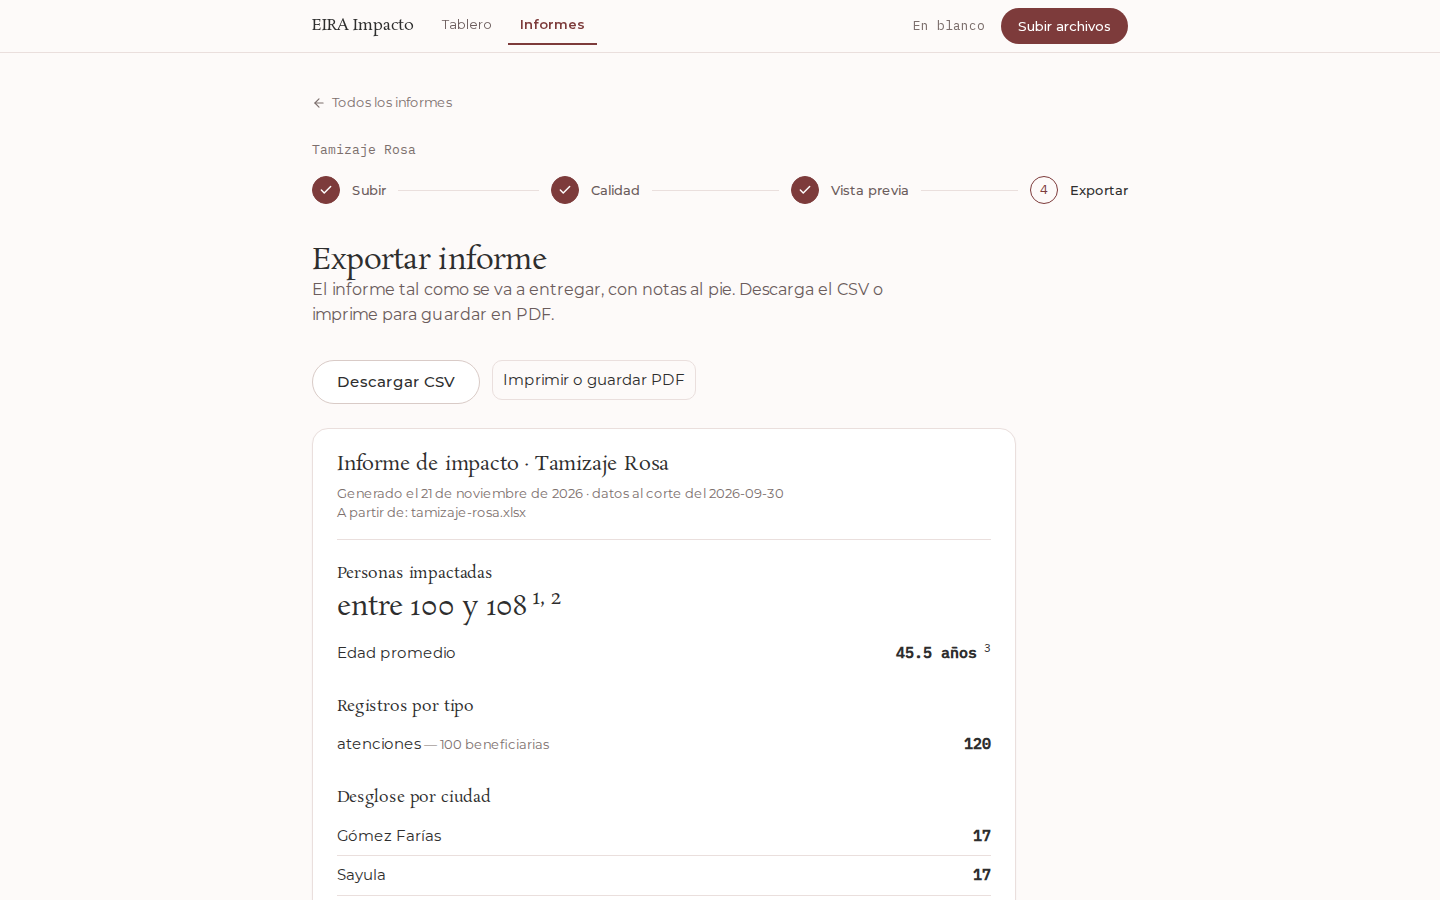 EIRA Impacto Tablero Informes En blanco Subir archivos
← Todos los informes
Tamizaje Rosa
Subir Calidad Vista previa 4 Exportar
Exportar informe
El informe tal como se va a entregar, con notas al pie. Descarga el CSV o
imprime para guardar en PDF.
Descargar CSV Imprimir o guardar PDF
Informe de impacto · Tamizaje Rosa
Generado el 21 de noviembre de 2026 · datos al corte del 2026-09-30
A partir de: tamizaje-rosa.xlsx
Personas impactadas
entre 100 y 108 1, 2
Edad promedio 45.5 años 3
Registros por tipo
atenciones — 100 beneficiarias 120
Desglose por ciudad
Gómez Farías 17
Sayula 17